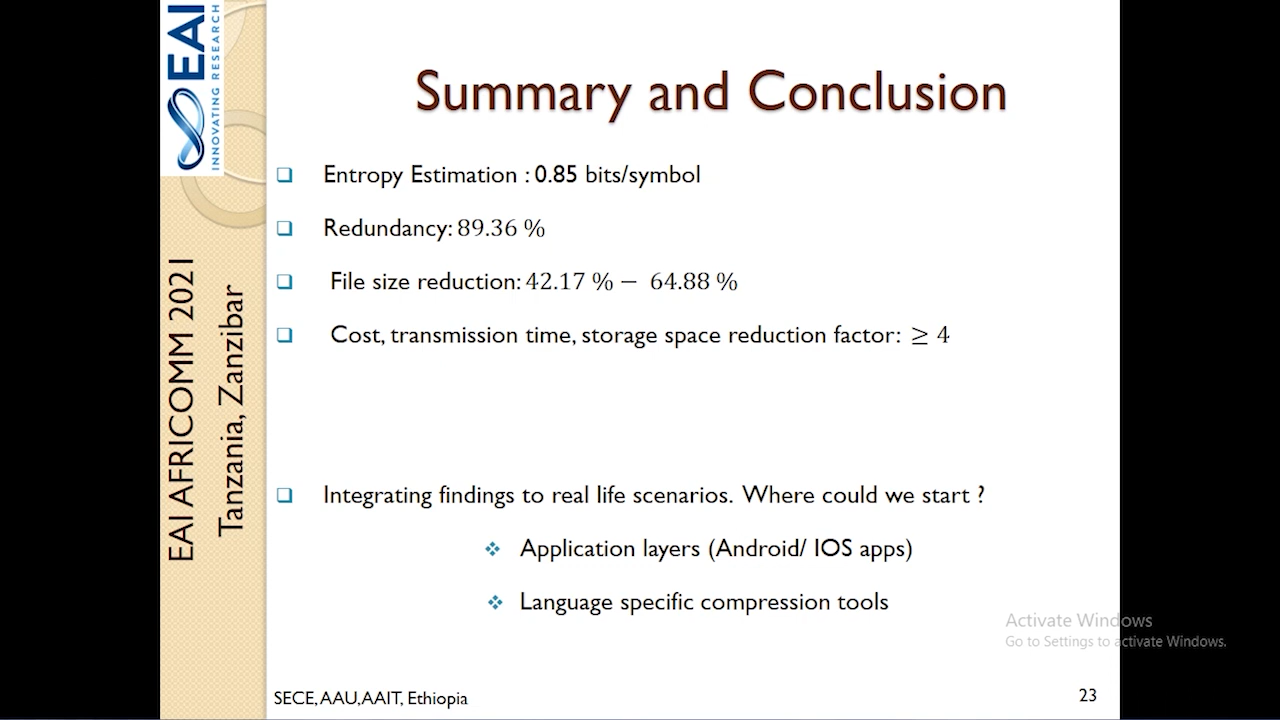 EAI
INNOVATING RESEARCH
EAI AFRICOMM 2021
Tanzania, Zanzibar
Summary and Conclusion
Entropy Estimation : 0.85 bits/symbol
Redundancy: 89.36 %
File size reduction: 42.17 % − 64.88 %
Cost, transmission time, storage space reduction factor: ≥ 4
Integrating findings to real life scenarios. Where could we start ?
Application layers (Android/ IOS apps)
Language specific compression tools
Activate Windows
Go to Settings to activate Windows.
SECE, AAU,AAIT, Ethiopia
23